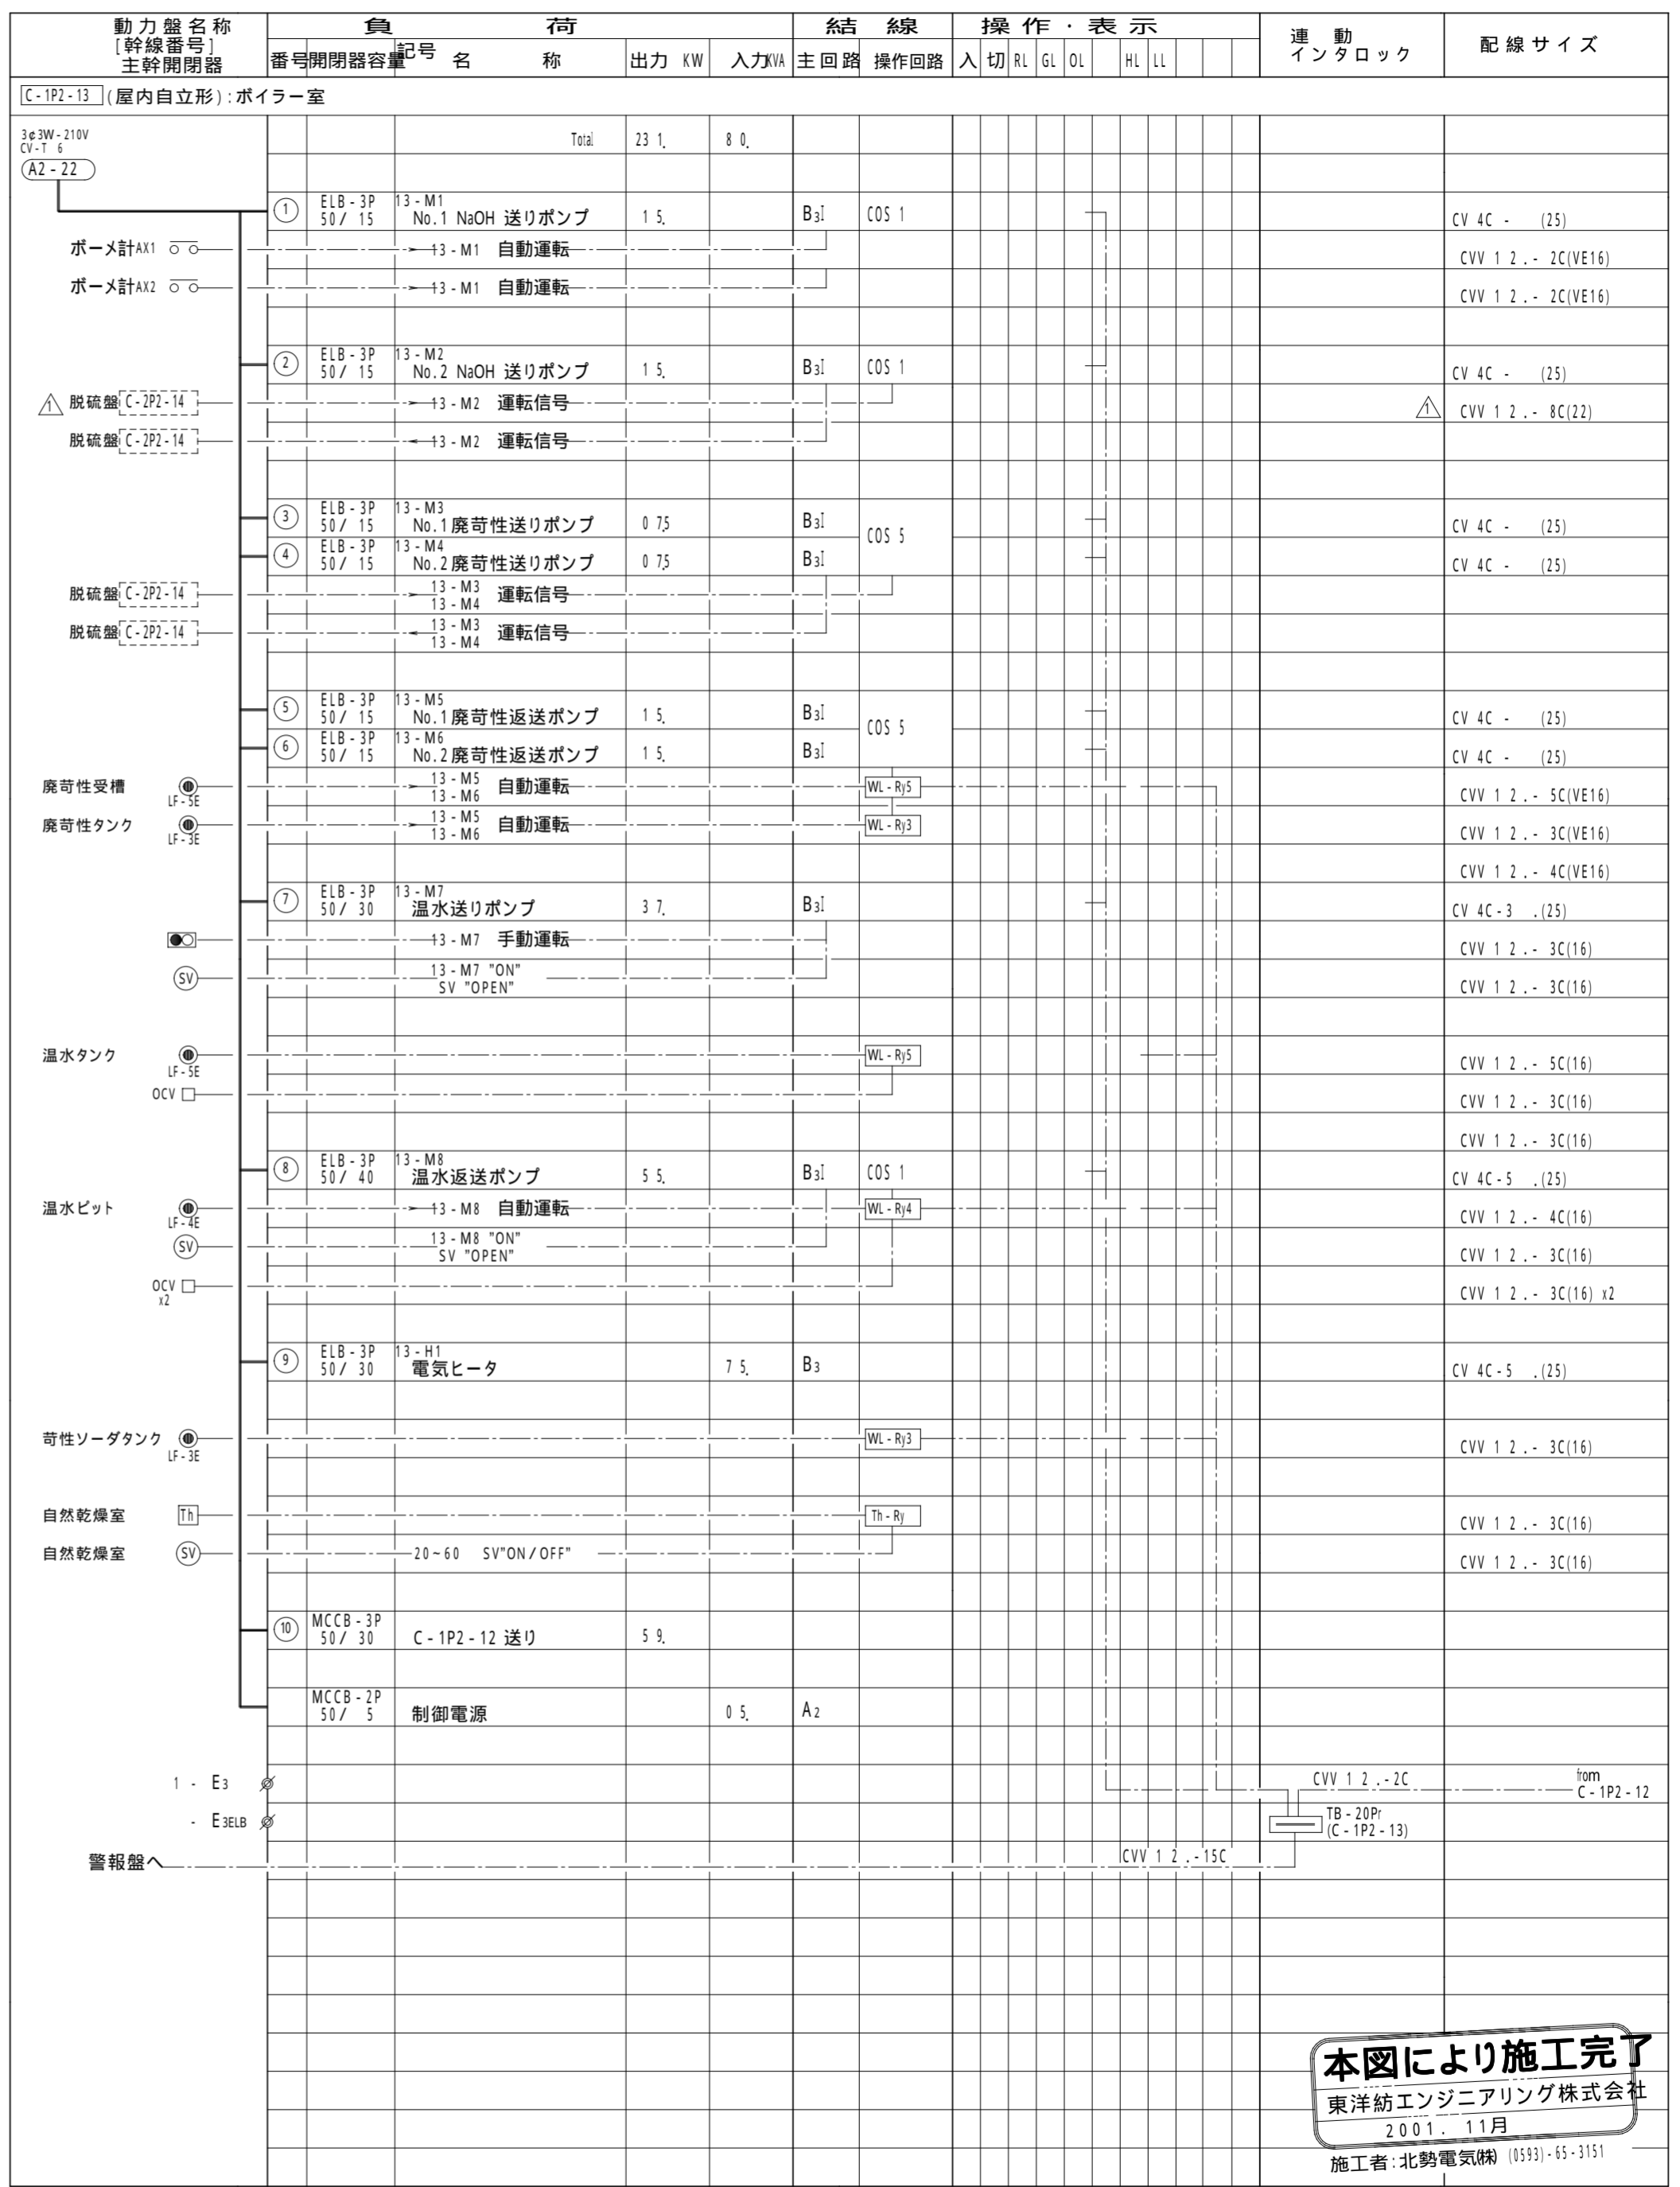 動力盤名称 負 荷 結 線 操 作 ・ 表 示 連 動 配 線 サ イ ズ
[幹線番号] インタロック
主幹開閉器 番号 開閉器容量 記号 名 称 出力 KW 入力KVA 主 回 路 操作回路 入 切 RL GL OL HL LL
C-1P2-13 (屋内自立形):ボイラー室
3φ3W-210V Total 23 1. 8 0.
CV-T 6
A2-22
① ELB-3P 50/ 15 13-M1 No.1 NaOH 送りポンプ 1 5. B3I COS 1 CV 4C - (25)
ボーメ計AX1 13-M1 自動運転 CVV 1 2 .- 2C(VE16)
ボーメ計AX2 13-M1 自動運転 CVV 1 2 .- 2C(VE16)
② ELB-3P 50/ 15 13-M2 No.2 NaOH 送りポンプ 1 5. B3I COS 1 CV 4C - (25)
1 脱硫盤 C-2P2-14 13-M2 運転信号 1 CVV 1 2 .- 8C(22)
脱硫盤 C-2P2-14 13-M2 運転信号
③ ELB-3P 50/ 15 13-M3 No.1廃苛性送りポンプ 0 75. B3I COS 5 CV 4C - (25)
④ ELB-3P 50/ 15 13-M4 No.2廃苛性送りポンプ 0 75. B3I CV 4C - (25)
脱硫盤 C-2P2-14 13-M3 13-M4 運転信号
脱硫盤 C-2P2-14 13-M3 13-M4 運転信号
⑤ ELB-3P 50/ 15 13-M5 No.1廃苛性返送ポンプ 1 5. B3I COS 5 CV 4C - (25)
⑥ ELB-3P 50/ 15 13-M6 No.2廃苛性返送ポンプ 1 5. B3I CV 4C - (25)
廃苛性受槽 LF-5E 13-M5 13-M6 自動運転 WL-Ry5 CVV 1 2 .- 5C(VE16)
廃苛性タンク LF-3E 13-M5 13-M6 自動運転 WL-Ry3 CVV 1 2 .- 3C(VE16)
CVV 1 2 .- 4C(VE16)
⑦ ELB-3P 50/ 30 13-M7 温水送りポンプ 3 7. B3I CV 4C-3 .(25)
13-M7 手動運転 CVV 1 2 .- 3C(16)
SV 13-M7 "ON" SV "OPEN" CVV 1 2 .- 3C(16)
温水タンク LF-5E WL-Ry5 CVV 1 2 .- 5C(16)
OCV CVV 1 2 .- 3C(16)
CVV 1 2 .- 3C(16)
⑧ ELB-3P 50/ 40 13-M8 温水返送ポンプ 5 5. B3I COS 1 CV 4C-5 .(25)
温水ピット LF-4E 13-M8 自動運転 WL-Ry4 CVV 1 2 .- 4C(16)
SV 13-M8 "ON" SV "OPEN" CVV 1 2 .- 3C(16)
OCV x2 CVV 1 2 .- 3C(16) x2
⑨ ELB-3P 50/ 30 13-H1 電気ヒータ 7 5. B3 CV 4C-5 .(25)
苛性ソーダタンク LF-3E WL-Ry3 CVV 1 2 .- 3C(16)
自然乾燥室 Th Th-Ry CVV 1 2 .- 3C(16)
自然乾燥室 SV 20~60 SV"ON/OFF" CVV 1 2 .- 3C(16)
⑩ MCCB-3P 50/ 30 C-1P2-12 送り 5 9.
MCCB-2P 50/ 5 制御電源 0 5. A2
1 - E3 CVV 1 2 .-2C from C-1P2-12
- E3ELB TB-20Pr (C-1P2-13)
警報盤へ CVV 1 2 .-15C
本図により施工完了
東洋紡エンジニアリング株式会社
2001. 11月
施工者:北勢電気㈱ (0593)-65-3151